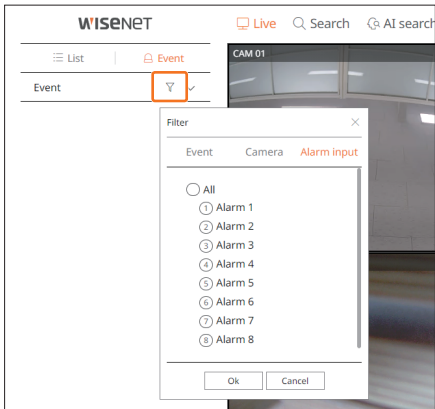 WISENET
Live Search AI search
List Event
CAM 01
Event
Filter
Event Camera Alarm input
All
1 Alarm 1
2 Alarm 2
3 Alarm 3
4 Alarm 4
5 Alarm 5
6 Alarm 6
7 Alarm 7
8 Alarm 8
Ok Cancel